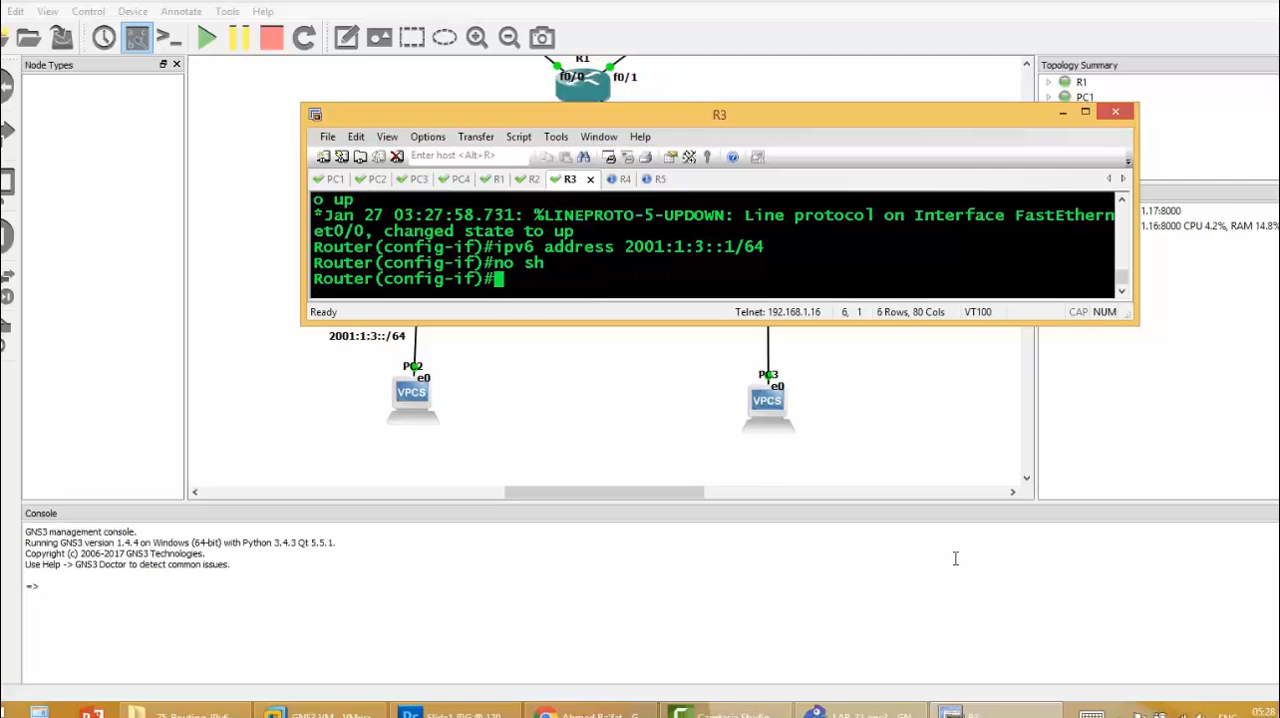 Edit View Control Device Annotate Tools Help
Node Types
Topology Summary
R1
PC1
R1
f0/0 f0/1
R3
File Edit View Options Transfer Script Tools Window Help
Enter host <Alt+R>
PC1 PC2 PC3 PC4 R1 R2 R3 R4 R5
o up
*Jan 27 03:27:58.731: %LINEPROTO-5-UPDOWN: Line protocol on Interface FastEthern
et0/0, changed state to up
Router(config-if)#ipv6 address 2001:1:3::1/64
Router(config-if)#no sh
Router(config-if)#
Ready Telnet: 192.168.1.16 6, 1 6 Rows, 80 Cols VT100 CAP NUM
1.17:8000
1.16:8000 CPU 4.2%, RAM 14.8%
2001:1:3::/64
PC2
e0
VPCS
PC3
e0
VPCS
Console
GNS3 management console.
Running GNS3 version 1.4.4 on Windows (64-bit) with Python 3.4.3 Qt 5.5.1.
Copyright (c) 2006-2017 GNS3 Technologies.
Use Help -> GNS3 Doctor to detect common issues.
=>
05:28